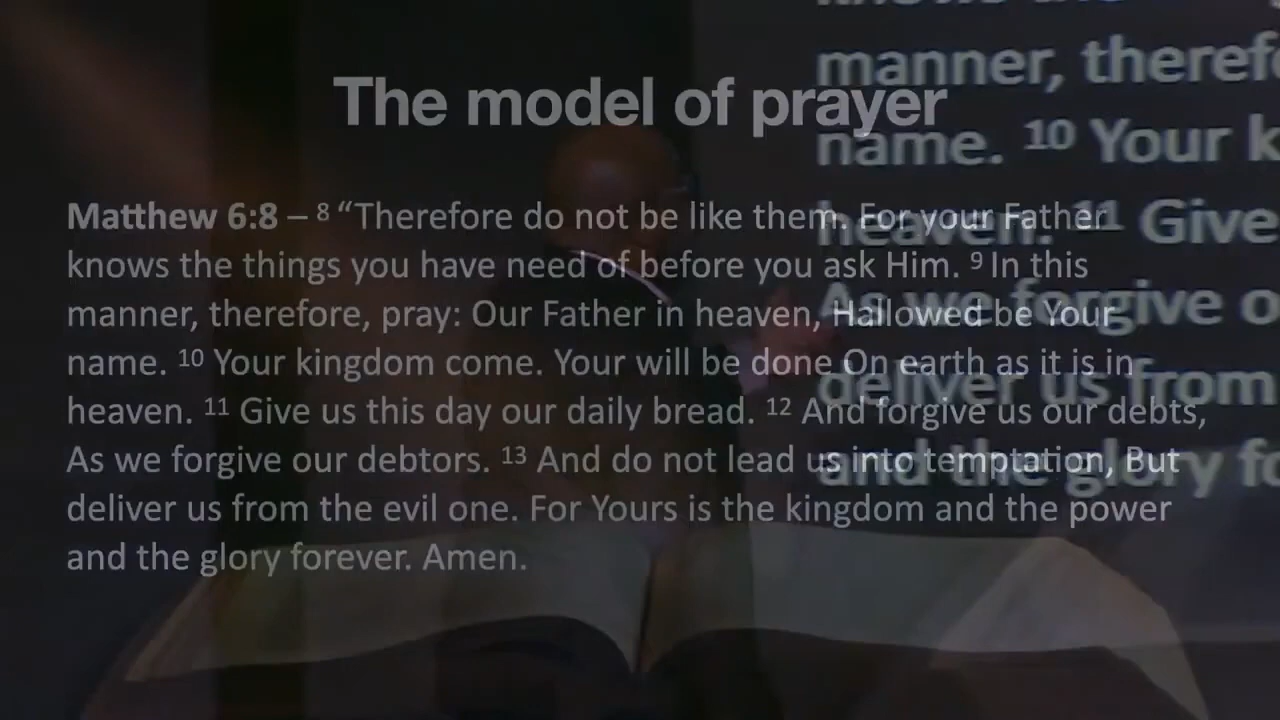 The model of prayer
Matthew 6:8 – 8 “Therefore do not be like them. For your Father
knows the things you have need of before you ask Him. 9 In this
manner, therefore, pray: Our Father in heaven, Hallowed be Your
name. 10 Your kingdom come. Your will be done On earth as it is in
heaven. 11 Give us this day our daily bread. 12 And forgive us our debts,
As we forgive our debtors. 13 And do not lead us into temptation, But
deliver us from the evil one. For Yours is the kingdom and the power
and the glory forever. Amen.
manner,
name. 10 Your
heaven. 11 Give
As we forgive
deliver us from
and the glory